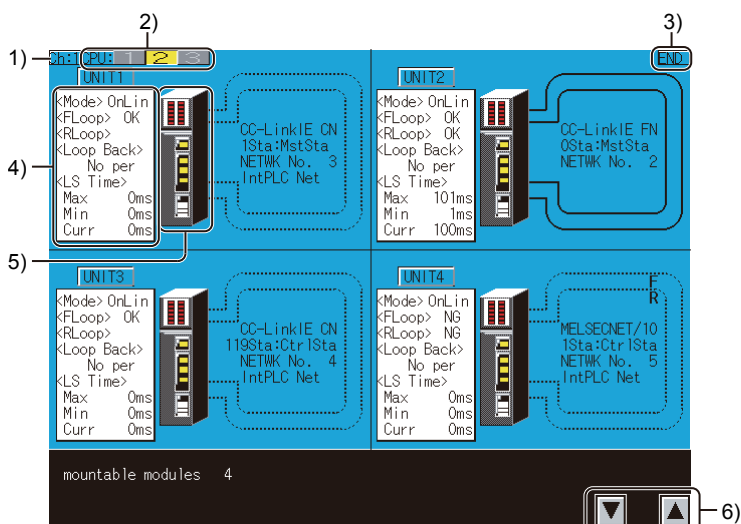 2)
3)
1)
Ch:1 CPU: 1 2 3
END
UNIT1
<Mode> OnLin
<FLoop> OK
<RLoop>
<Loop Back>
No per
<LS Time>
Max 0ms
Min 0ms
Curr 0ms
CC-LinkIE CN
1Sta:MstSta
NETWK No. 3
IntPLC Net
4)
5)
UNIT2
<Mode> OnLin
<FLoop> OK
<RLoop> OK
<Loop Back>
No per
<LS Time>
Max 101ms
Min 1ms
Curr 100ms
CC-LinkIE FN
0Sta:MstSta
NETWK No. 2
UNIT3
<Mode> OnLin
<FLoop> OK
<RLoop>
<Loop Back>
No per
<LS Time>
Max 0ms
Min 0ms
Curr 0ms
CC-LinkIE CN
119Sta:CtrlSta
NETWK No. 4
IntPLC Net
UNIT4
<Mode> OnLin
<FLoop> NG
<RLoop> NG
<Loop Back>
No per
<LS Time>
Max 0ms
Min 0ms
Curr 0ms
F
R
MELSECNET/10
1Sta:CtrlSta
NETWK No. 5
IntPLC Net
mountable modules 4
6)